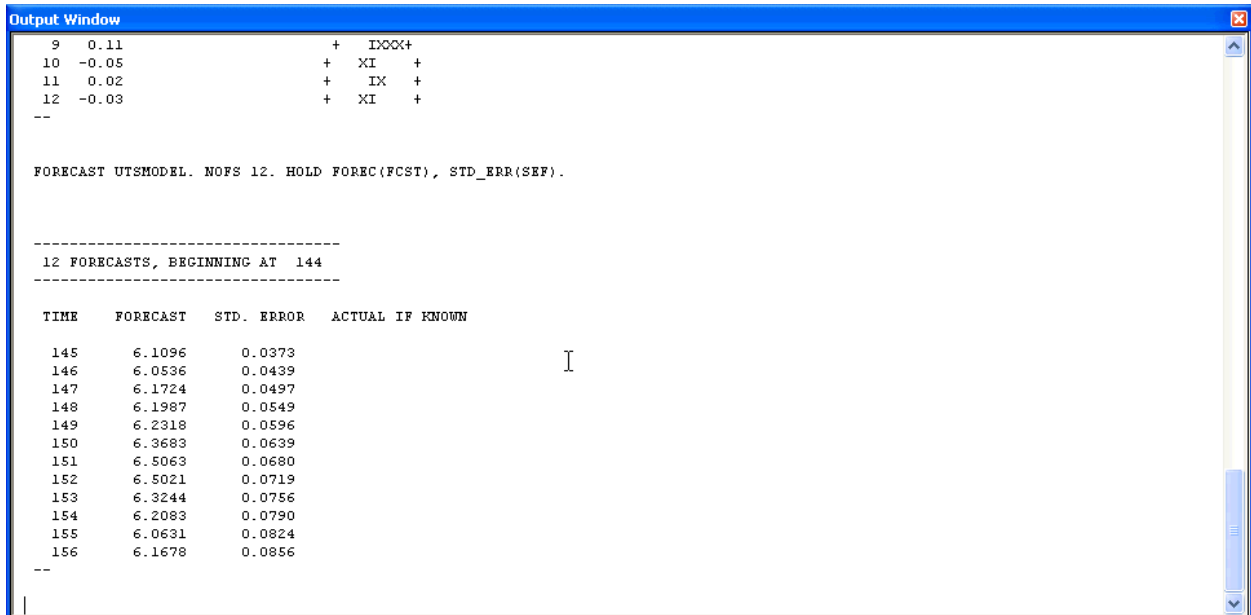 Output Window
9 0.11 + IXXX+
10 -0.05 + XI +
11 0.02 + IX +
12 -0.03 + XI +
--
FORECAST UTSMODEL. NOFS 12. HOLD FOREC(FCST), STD_ERR(SEF).
----------------------------------
12 FORECASTS, BEGINNING AT 144
----------------------------------
TIME FORECAST STD. ERROR ACTUAL IF KNOWN
145 6.1096 0.0373
146 6.0536 0.0439
147 6.1724 0.0497
148 6.1987 0.0549
149 6.2318 0.0596
150 6.3683 0.0639
151 6.5063 0.0680
152 6.5021 0.0719
153 6.3244 0.0756
154 6.2083 0.0790
155 6.0631 0.0824
156 6.1678 0.0856
--